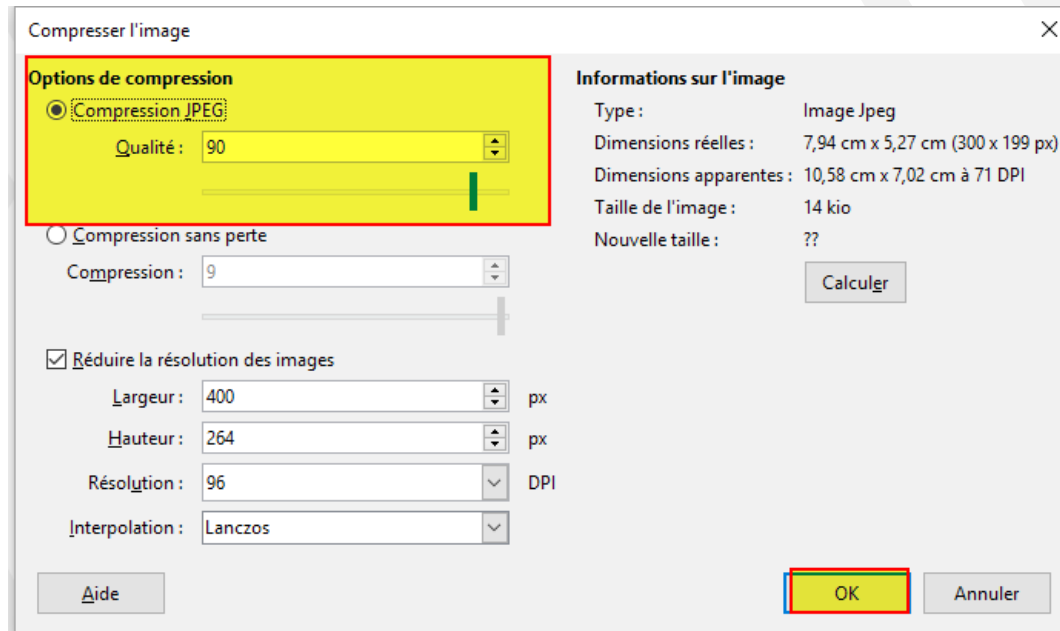 Compresser l'image
Options de compression
Compression JPEG
Qualité : 90
Compression sans perte
Compression : 9
Réduire la résolution des images
Largeur : 400 px
Hauteur : 264 px
Résolution : 96 DPI
Interpolation : Lanczos
Informations sur l'image
Type : Image Jpeg
Dimensions réelles : 7,94 cm x 5,27 cm (300 x 199 px)
Dimensions apparentes : 10,58 cm x 7,02 cm à 71 DPI
Taille de l'image : 14 kio
Nouvelle taille : ??
Calculer
Aide OK Annuler